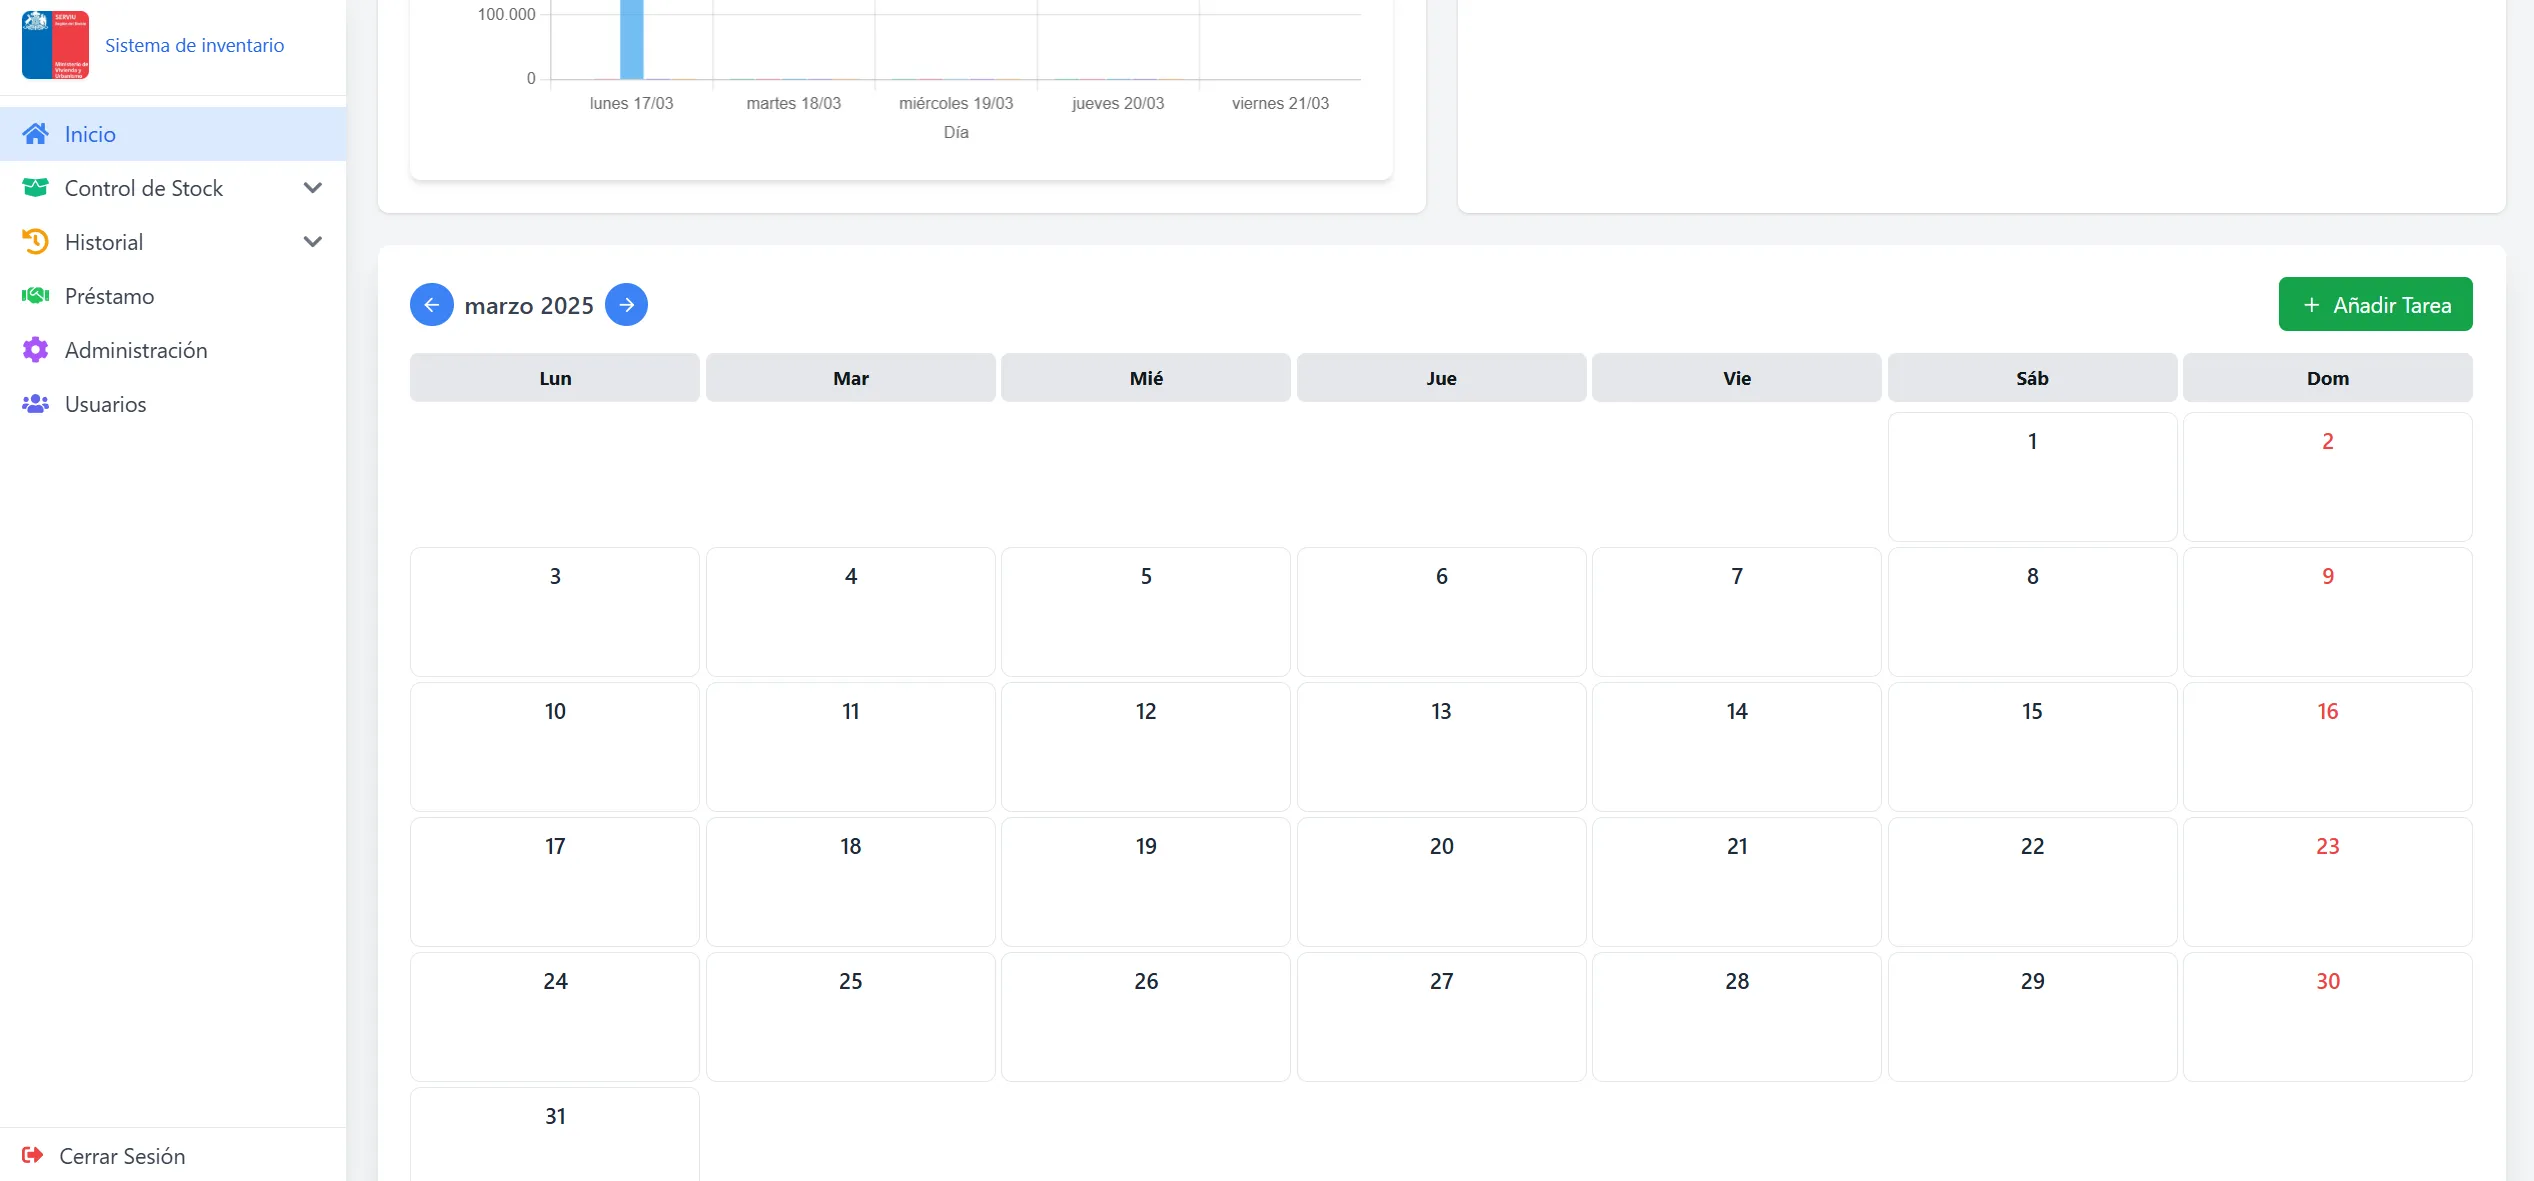 SERVIU
Ministerio de
Vivienda y
Urbanismo
Sistema de inventario
Inicio
Control de Stock
Historial
Préstamo
Administración
Usuarios
Cerrar Sesión
100.000
0
lunes 17/03 martes 18/03 miércoles 19/03 jueves 20/03 viernes 21/03
Día
marzo 2025
+ Añadir Tarea
Lun Mar Mié Jue Vie Sáb Dom
1 2
3 4 5 6 7 8 9
10 11 12 13 14 15 16
17 18 19 20 21 22 23
24 25 26 27 28 29 30
31